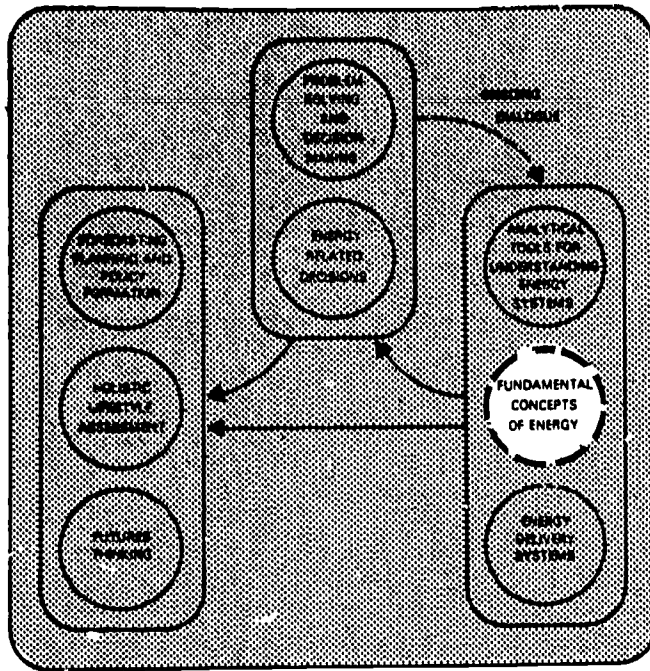 PROBLEM
SOLVING
AND
DECISION
MAKING
DIALOGUE
ENERGY
RELATED
DECISIONS
FORECASTING
PLANNING AND
POLICY
FORMATION
HOLISTIC
LIFESTYLE
ASSESSMENT
FUTURES
THINKING
ANALYTICAL
TOOLS FOR
UNDERSTANDING
ENERGY
SYSTEMS
FUNDAMENTAL
CONCEPTS
OF ENERGY
ENERGY
DELIVERY
SYSTEMS